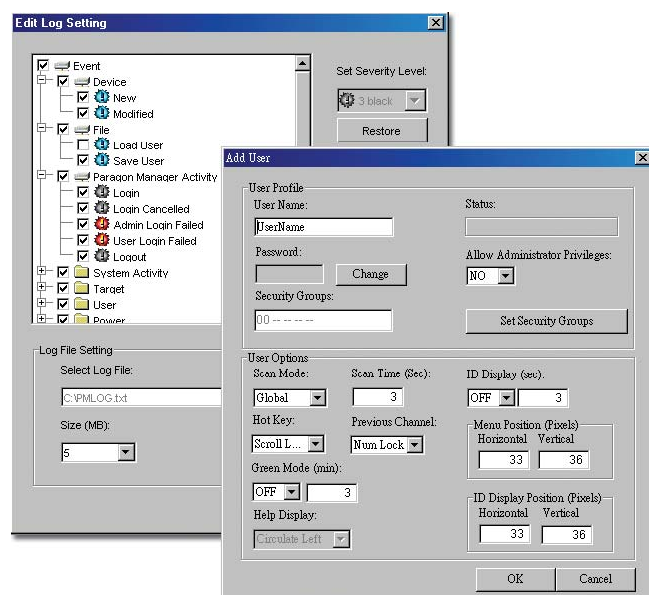 Edit Log Setting
Event
Device
New
Modified
File
Load User
Save User
Paragon Manager Activity
Login
Login Cancelled
Admin Login Failed
User Login Failed
Logout
System Activity
Target
User
Power
Set Severity Level:
3 black
Restore
Log File Setting
Select Log File:
C:\PMLOG.txt
Size (MB):
5
Add User
User Profile
User Name:
UserName
Status:
Password:
Change
Allow Administrator Privileges:
NO
Security Groups:
00 -- -- -- --
Set Security Groups
User Options
Scan Mode:
Global
Scan Time (Sec):
3
ID Display (sec):
OFF
3
Hot Key:
Scroll L...
Previous Channel:
Num Lock
Menu Position (Pixels)
Horizontal Vertical
33 36
Green Mode (min):
OFF
3
Help Display:
Circulate Left
ID Display Position (Pixels)
Horizontal Vertical
33 36
OK
Cancel